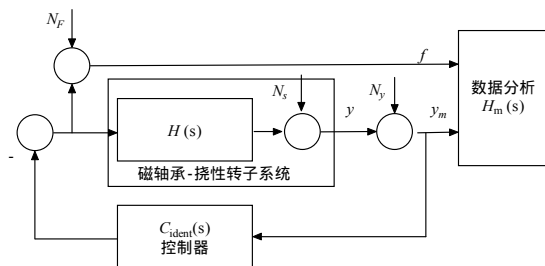 N_F
f
数据分析
H_m(s)
N_s
N_y
y
y_m
H(s)
-
磁轴承-挠性转子系统
C_ident(s)
控制器